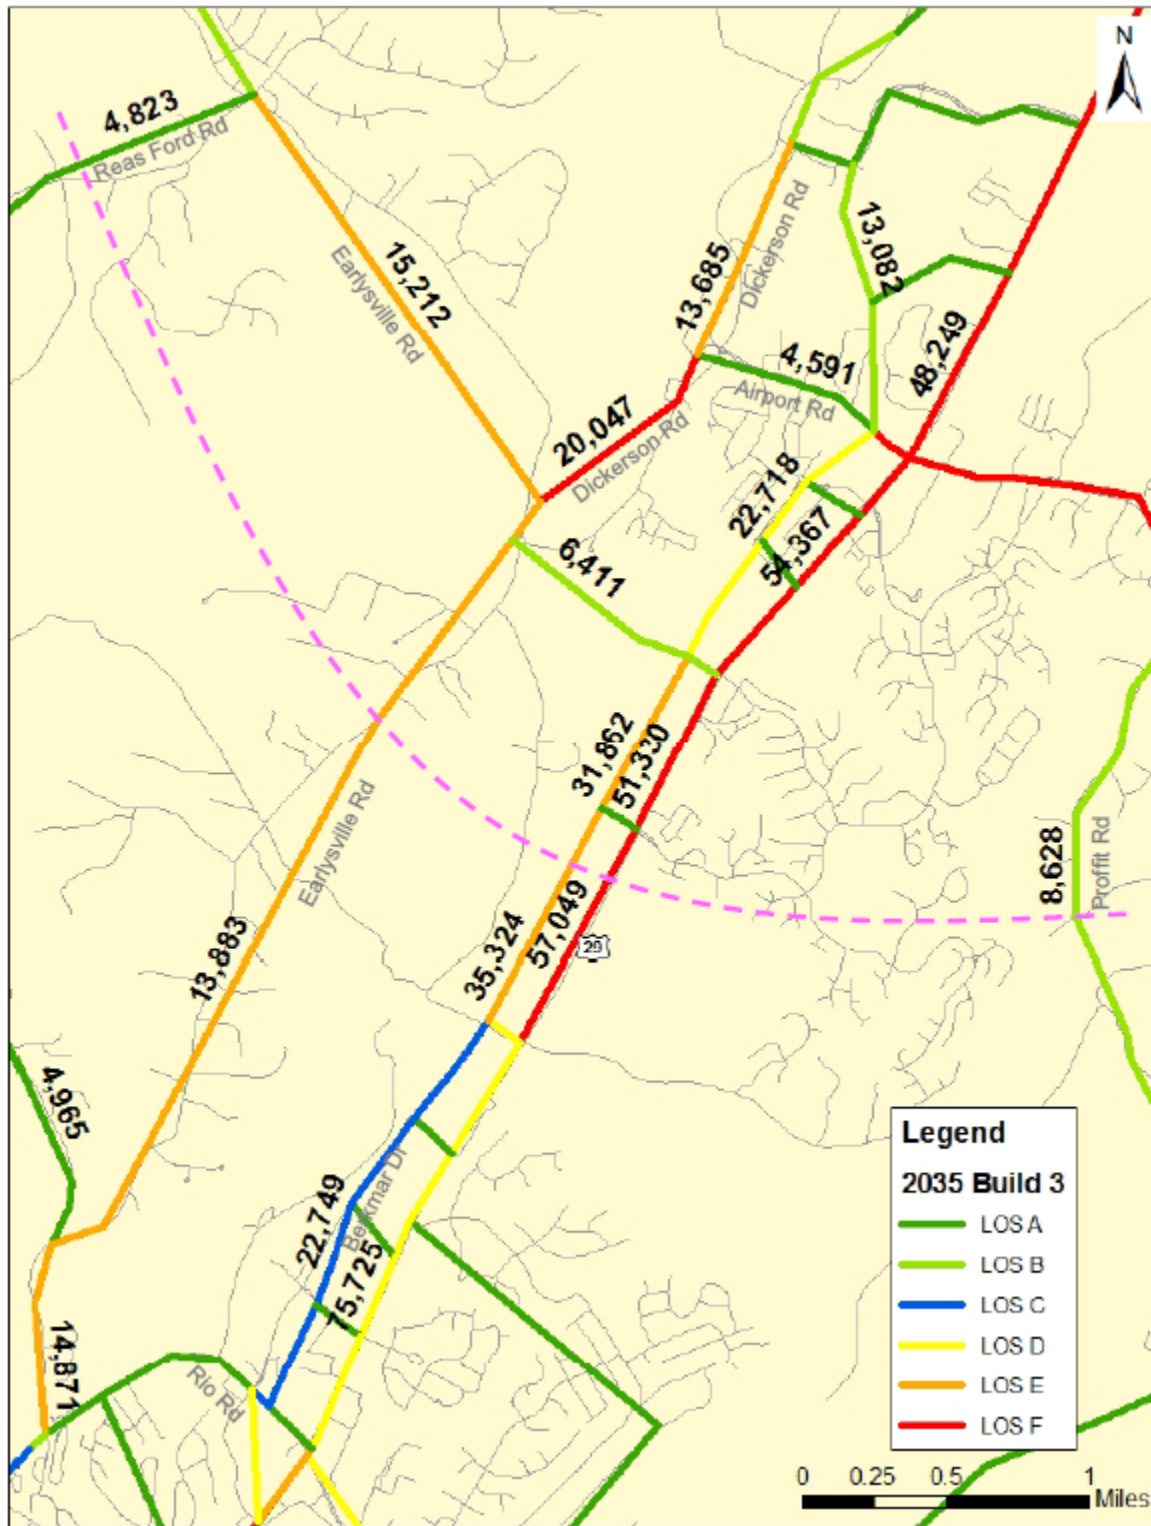 N
4,823
Reas Ford Rd
15,212
Earlysville Rd
13,685
Dickerson Rd
13,082
48,249
4,591
Airport Rd
20,047
Dickerson Rd
22,718
54,367
6,411
31,862
51,330
8,628
Proffit Rd
Earlysville Rd
13,883
35,324
57,049
29
4,965
22,749
Berkmar Dr
75,725
14,871
Rio Rd
Legend
2035 Build 3
LOS A
LOS B
LOS C
LOS D
LOS E
LOS F
0 0.25 0.5 1
Miles